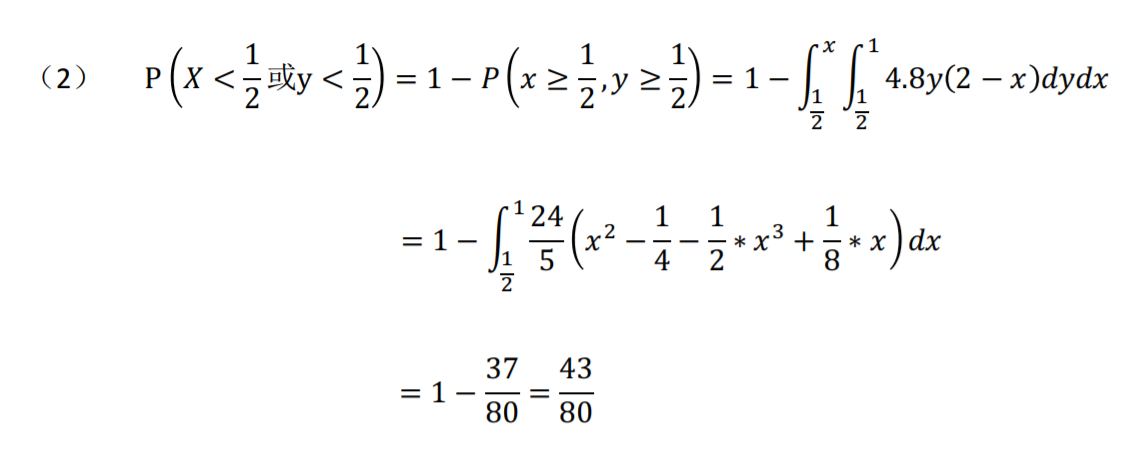 （2） P(X < 1/2 或y < 1/2) = 1 − P(x ≥ 1/2, y ≥ 1/2) = 1 − ∫_{1/2}^{x} ∫_{1/2}^{1} 4.8y(2 − x)dydx
= 1 − ∫_{1/2}^{1} 24/5 (x² − 1/4 − 1/2 * x³ + 1/8 * x) dx
= 1 − 37/80 = 43/80